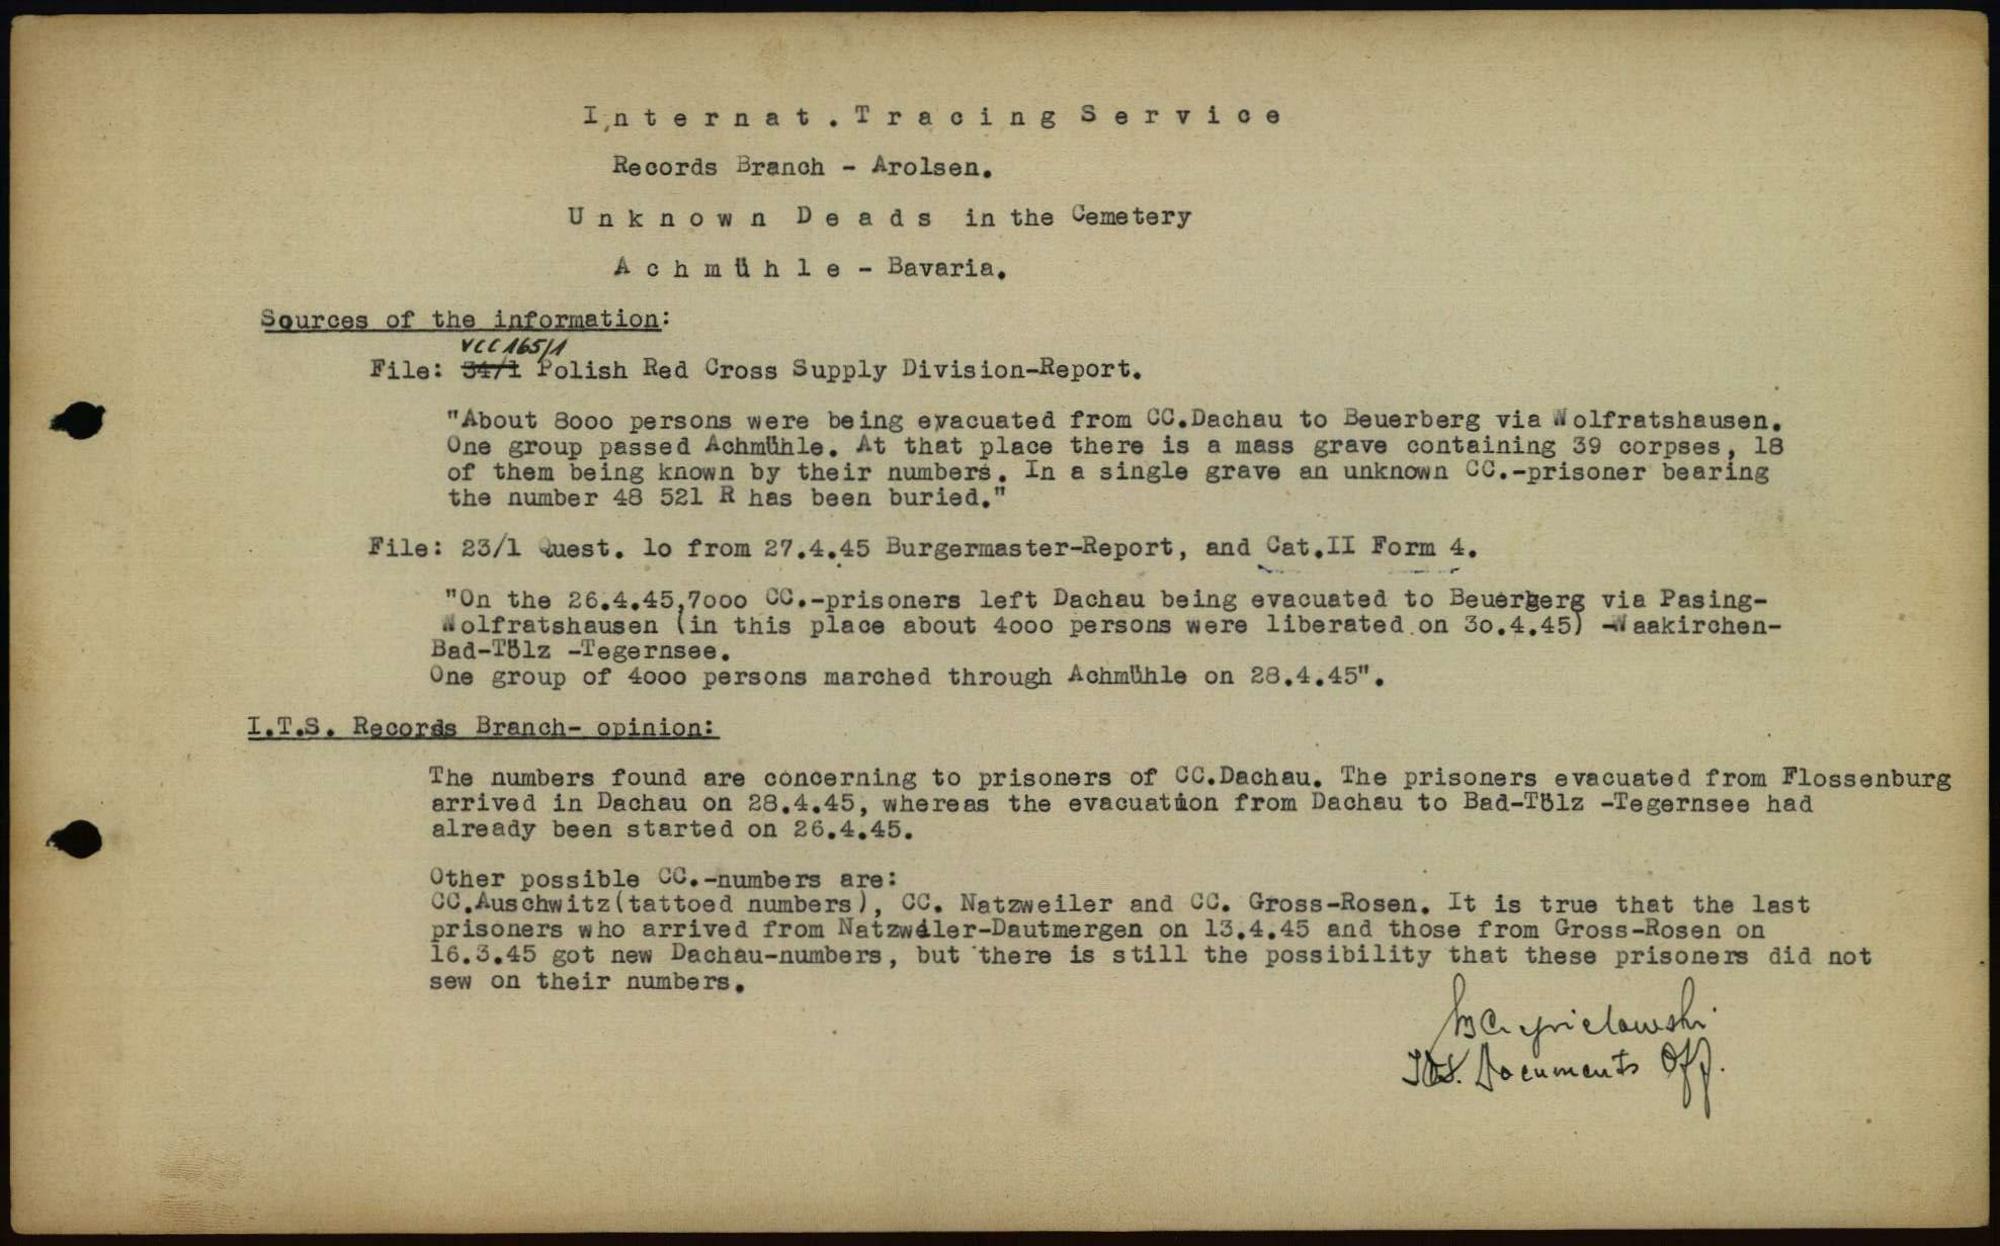 Internat. Tracing Service
Records Branch - Arolsen.
Unknown Deads in the Cemetery
Achmühle - Bavaria.
Sources of the information:
VCC 165/1
File: 34/1 Polish Red Cross Supply Division-Report.
"About 8ooo persons were being evacuated from CC.Dachau to Beuerberg via Wolfratshausen.
One group passed Achmühle. At that place there is a mass grave containing 39 corpses, 18
of them being known by their numbers. In a single grave an unknown CC.-prisoner bearing
the number 48 521 R has been buried."
File: 23/1 Quest. lo from 27.4.45 Burgermaster-Report, and Cat.II Form 4.
"On the 26.4.45,7ooo CC.-prisoners left Dachau being evacuated to Beuerberg via Pasing-
Wolfratshausen (in this place about 4ooo persons were liberated on 3o.4.45) -Waakirchen-
Bad-Tölz -Tegernsee.
One group of 4ooo persons marched through Achmühle on 28.4.45".
I.T.S. Records Branch- opinion:
The numbers found are concerning to prisoners of CC.Dachau. The prisoners evacuated from Flossenburg
arrived in Dachau on 28.4.45, whereas the evacuation from Dachau to Bad-Tölz -Tegernsee had
already been started on 26.4.45.
Other possible CC.-numbers are:
CC.Auschwitz(tattoed numbers), CC. Natzweiler and CC. Gross-Rosen. It is true that the last
prisoners who arrived from Natzwéler-Dautmergen on 13.4.45 and those from Gross-Rosen on
16.3.45 got new Dachau-numbers, but there is still the possibility that these prisoners did not
sew on their numbers.
Documents Off.